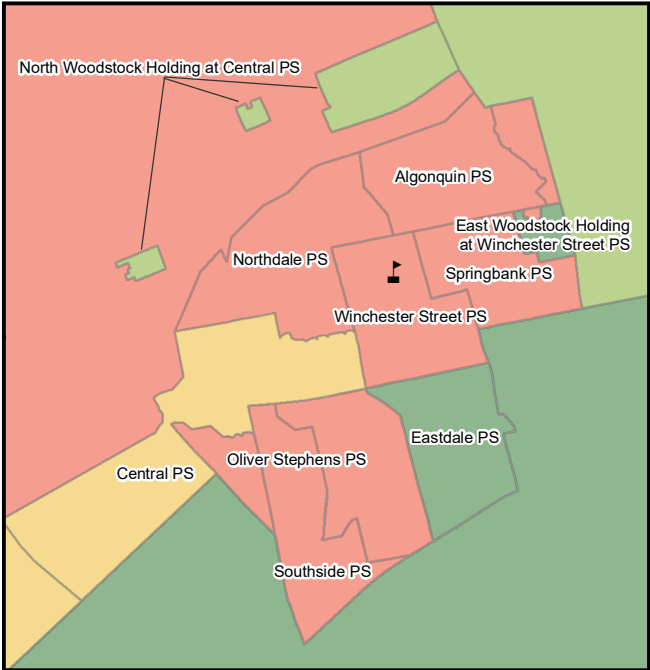 North Woodstock Holding at Central PS
Algonquin PS
East Woodstock Holding
at Winchester Street PS
Northdale PS
Springbank PS
Winchester Street PS
Eastdale PS
Oliver Stephens PS
Central PS
Southside PS